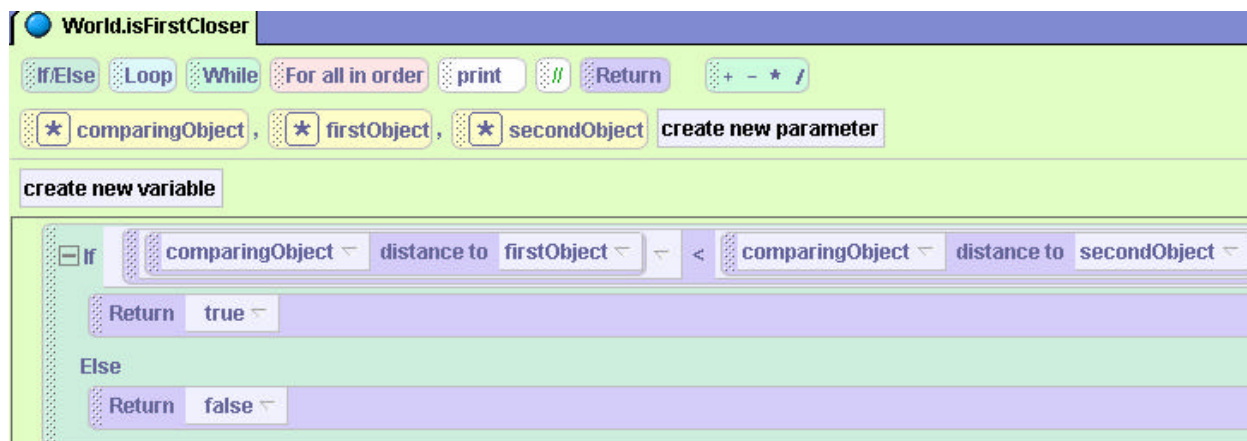 World.isFirstCloser
If/Else Loop While For all in order print // Return + - * /
* comparingObject, * firstObject, * secondObject create new parameter
create new variable
If comparingObject distance to firstObject < comparingObject distance to secondObject
Return true
Else
Return false